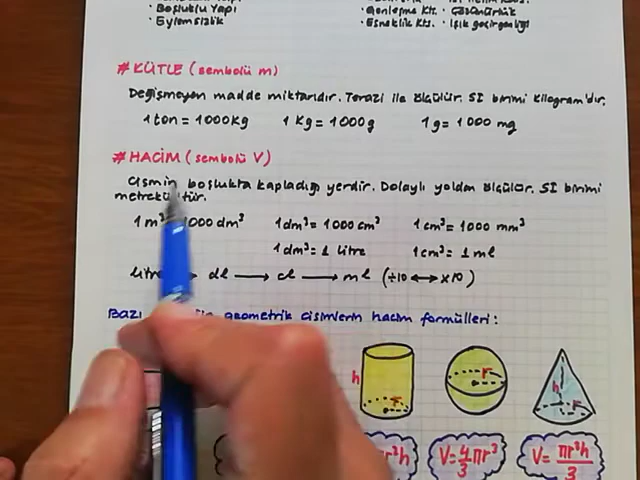 · Boşluklu Yapı
· Eylemsizlik
· Genleşme Kts. · Çözünürlük
· Esneklik Kts. · Işık geçirgenliği
# KÜTLE (sembolü m)
Değişmeyen madde miktarıdır. Terazi ile ölçülür. SI birimi kilogram'dır.
1 ton = 1000 Kg 1 Kg = 1000 g 1 g = 1000 mg
# HACİM (sembolü V)
Cismin boşlukta kapladığı yerdir. Dolaylı yoldan ölçülür. SI birimi
1 m³ 1000 dm³ 1 dm³ = 1000 cm³ 1 cm³ = 1000 mm³
1 dm³ = 1 litre 1 cm³ = 1 ml
litre → dl → cl → ml (÷10 ↔ x10)
Bazı geometrik cisimlerin hacim formülleri:
h r r h r
r²h V = 4/3 πr³ V = πr²h/3